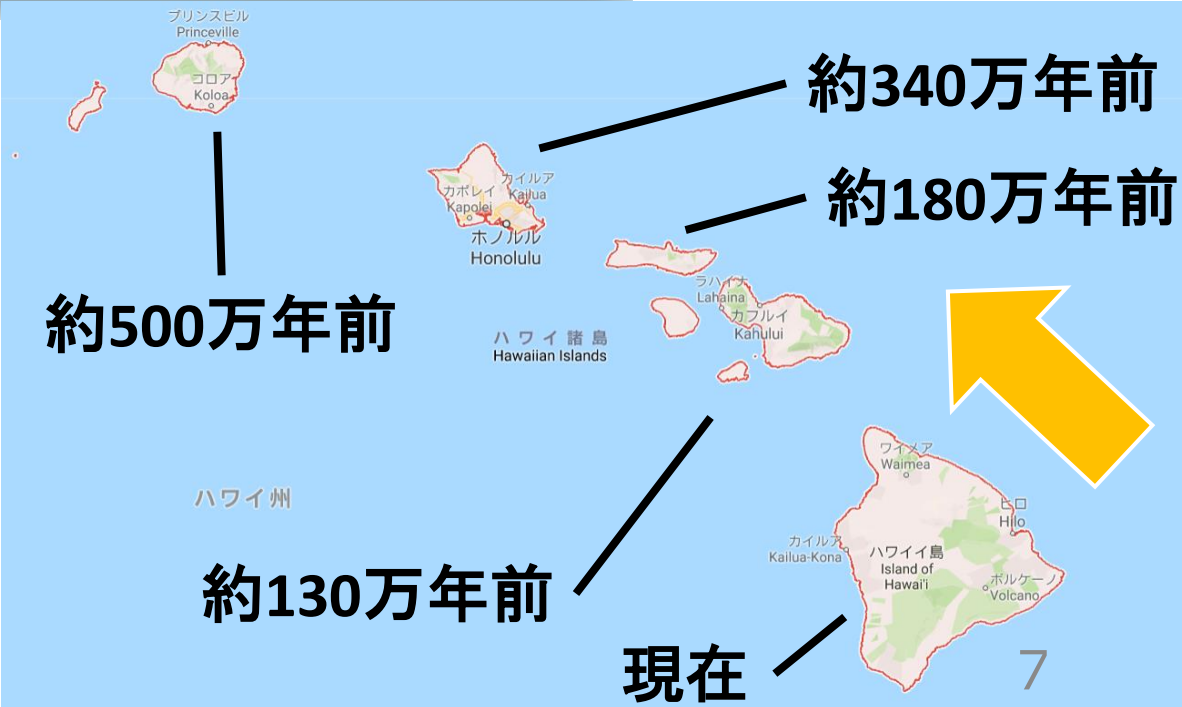 プリンスビル
Princeville
コロア
Koloa
約340万年前
カイルア
Kailua
カポレイ
Kapolei
約180万年前
ホノルル
Honolulu
ラハイナ
Lahaina
カフルイ
Kahului
約500万年前
ハワイ諸島
Hawaiian Islands
ワイメア
Waimea
ハワイ州
ヒロ
Hilo
カイルア
Kailua-Kona
ハワイイ島
Island of
Hawai'i
ボルケーノ
Volcano
約130万年前
現在
7